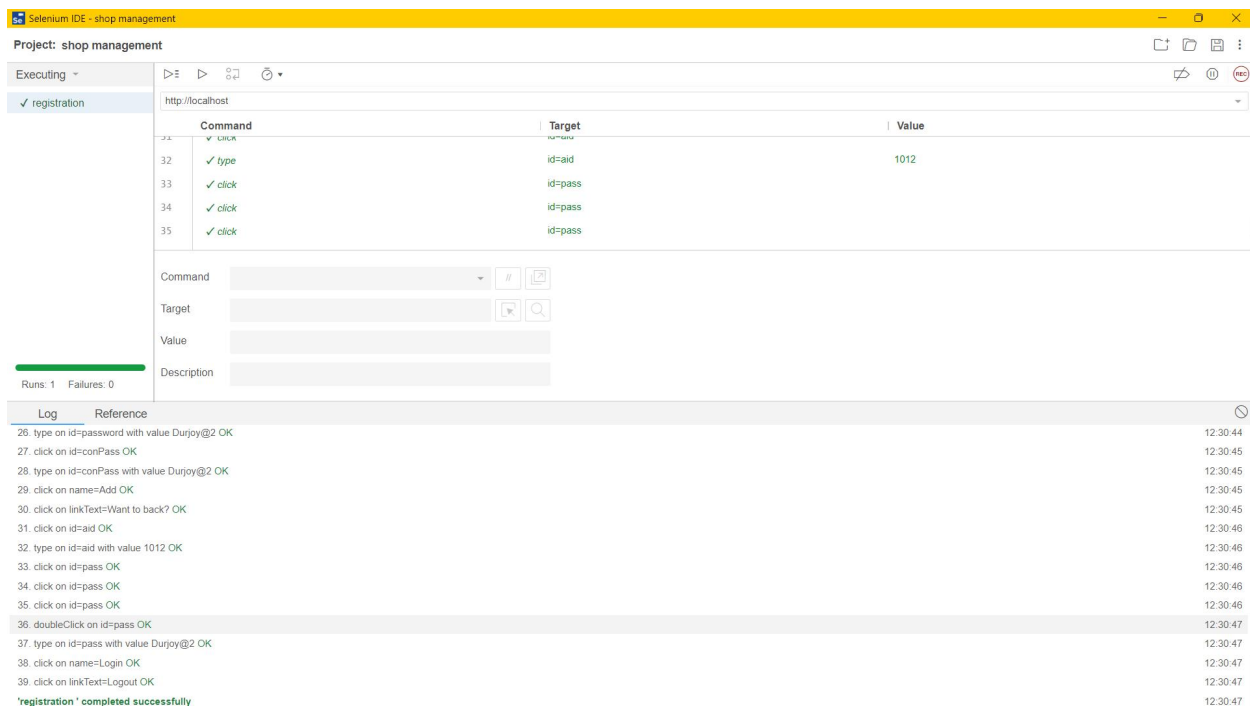 Selenium IDE - shop management
Project: shop management
Executing
http://localhost
✓ registration
Command Target Value
31 ✓ click id=aid
32 ✓ type id=aid 1012
33 ✓ click id=pass
34 ✓ click id=pass
35 ✓ click id=pass
Command //
Target
Value
Description
Runs: 1 Failures: 0
REC
Log Reference
26. type on id=password with value Durjoy@2 OK 12:30:44
27. click on id=conPass OK 12:30:45
28. type on id=conPass with value Durjoy@2 OK 12:30:45
29. click on name=Add OK 12:30:45
30. click on linkText=Want to back? OK 12:30:45
31. click on id=aid OK 12:30:46
32. type on id=aid with value 1012 OK 12:30:46
33. click on id=pass OK 12:30:46
34. click on id=pass OK 12:30:46
35. click on id=pass OK 12:30:46
36. doubleClick on id=pass OK 12:30:47
37. type on id=pass with value Durjoy@2 OK 12:30:47
38. click on name=Login OK 12:30:47
39. click on linkText=Logout OK 12:30:47
'registration ' completed successfully 12:30:47